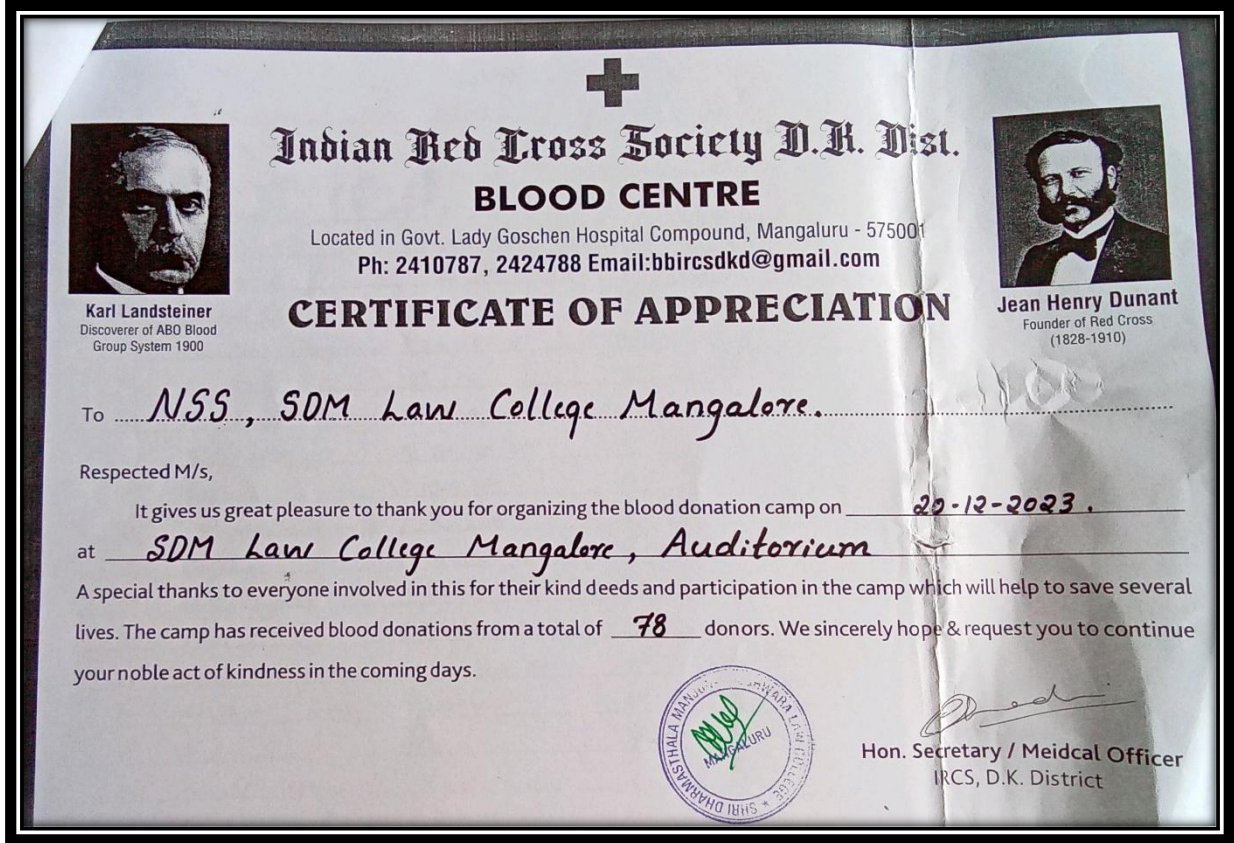 Indian Red Cross Society D.K. Dist.
BLOOD CENTRE
Located in Govt. Lady Goschen Hospital Compound, Mangaluru - 575001
Ph: 2410787, 2424788 Email:bbircsdkd@gmail.com
CERTIFICATE OF APPRECIATION
Karl Landsteiner
Discoverer of ABO Blood
Group System 1900
Jean Henry Dunant
Founder of Red Cross
(1828-1910)
To NSS, SDM Law College Mangalore.
Respected M/s,
It gives us great pleasure to thank you for organizing the blood donation camp on 20-12-2023.
at SDM Law College Mangalore, Auditorium
A special thanks to everyone involved in this for their kind deeds and participation in the camp which will help to save several
lives. The camp has received blood donations from a total of 78 donors. We sincerely hope & request you to continue
your noble act of kindness in the coming days.
SHRI DHARMASTHALA LAW COLLEGE
MANGALURU
Hon. Secretary / Meidcal Officer
IRCS, D.K. District